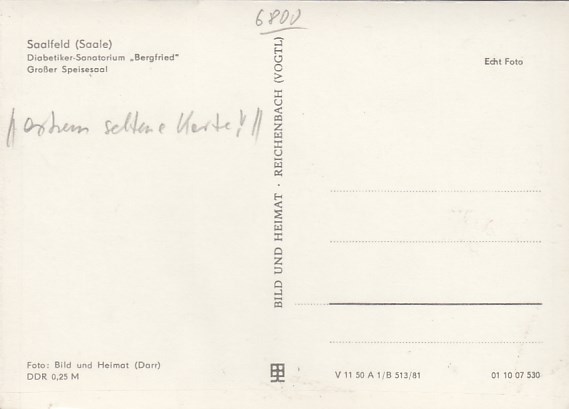 6800
Saalfeld (Saale)
Diabetiker-Sanatorium „Bergfried"
Großer Speisesaal
Echt Foto
// extrem seltene Karte! //
BILD UND HEIMAT · REICHENBACH (VOGTL)
Foto: Bild und Heimat (Darr)
DDR 0,25 M
V 11 50 A 1/B 513/81
01 10 07 530